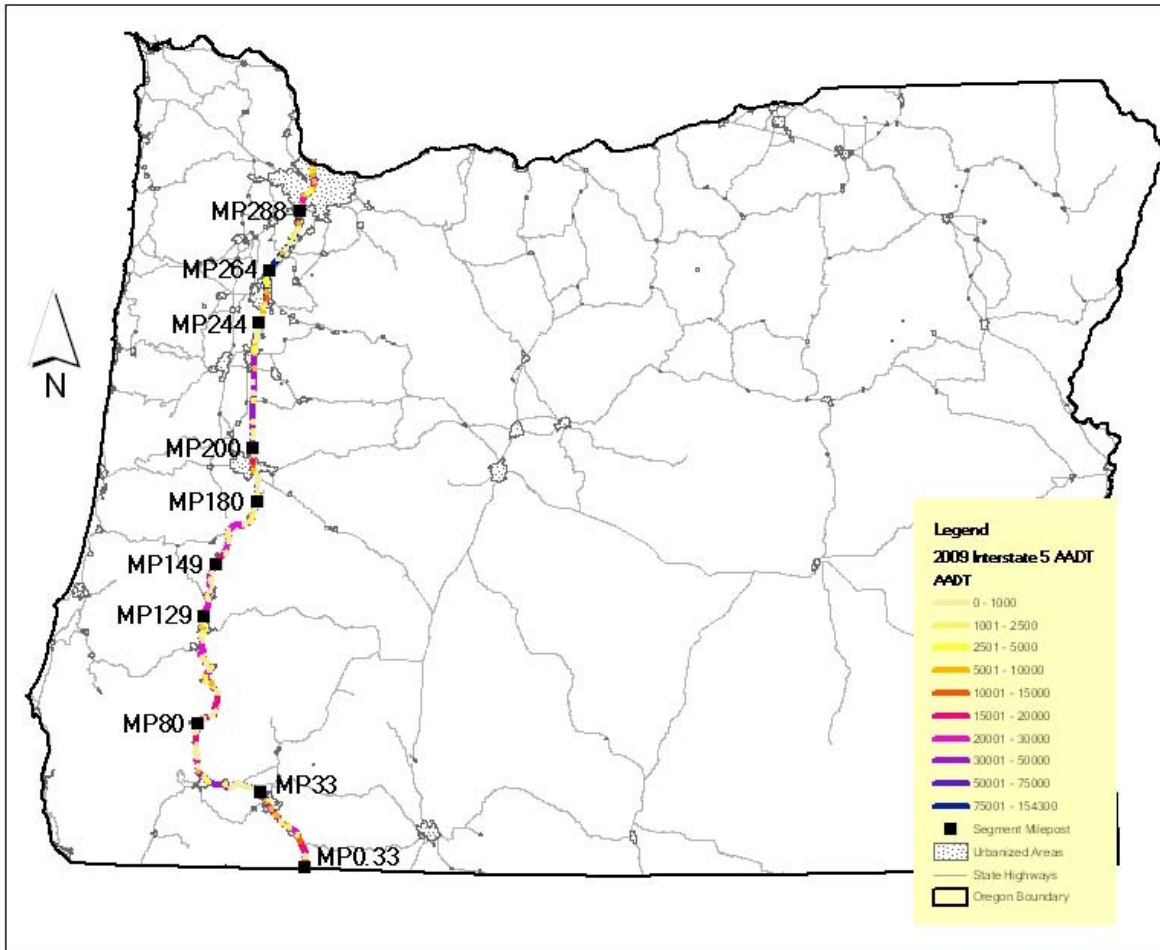 MP288
MP264
MP244
N
MP200
MP180
MP149
MP129
MP80
MP33
MP0.33
Legend
2009 Interstate 5 AADT
AADT
0 - 1000
1001 - 2500
2501 - 5000
5001 - 10000
10001 - 15000
15001 - 20000
20001 - 30000
30001 - 50000
50001 - 75000
75001 - 154300
Segment Milepost
Urbanized Areas
State Highways
Oregon Boundary